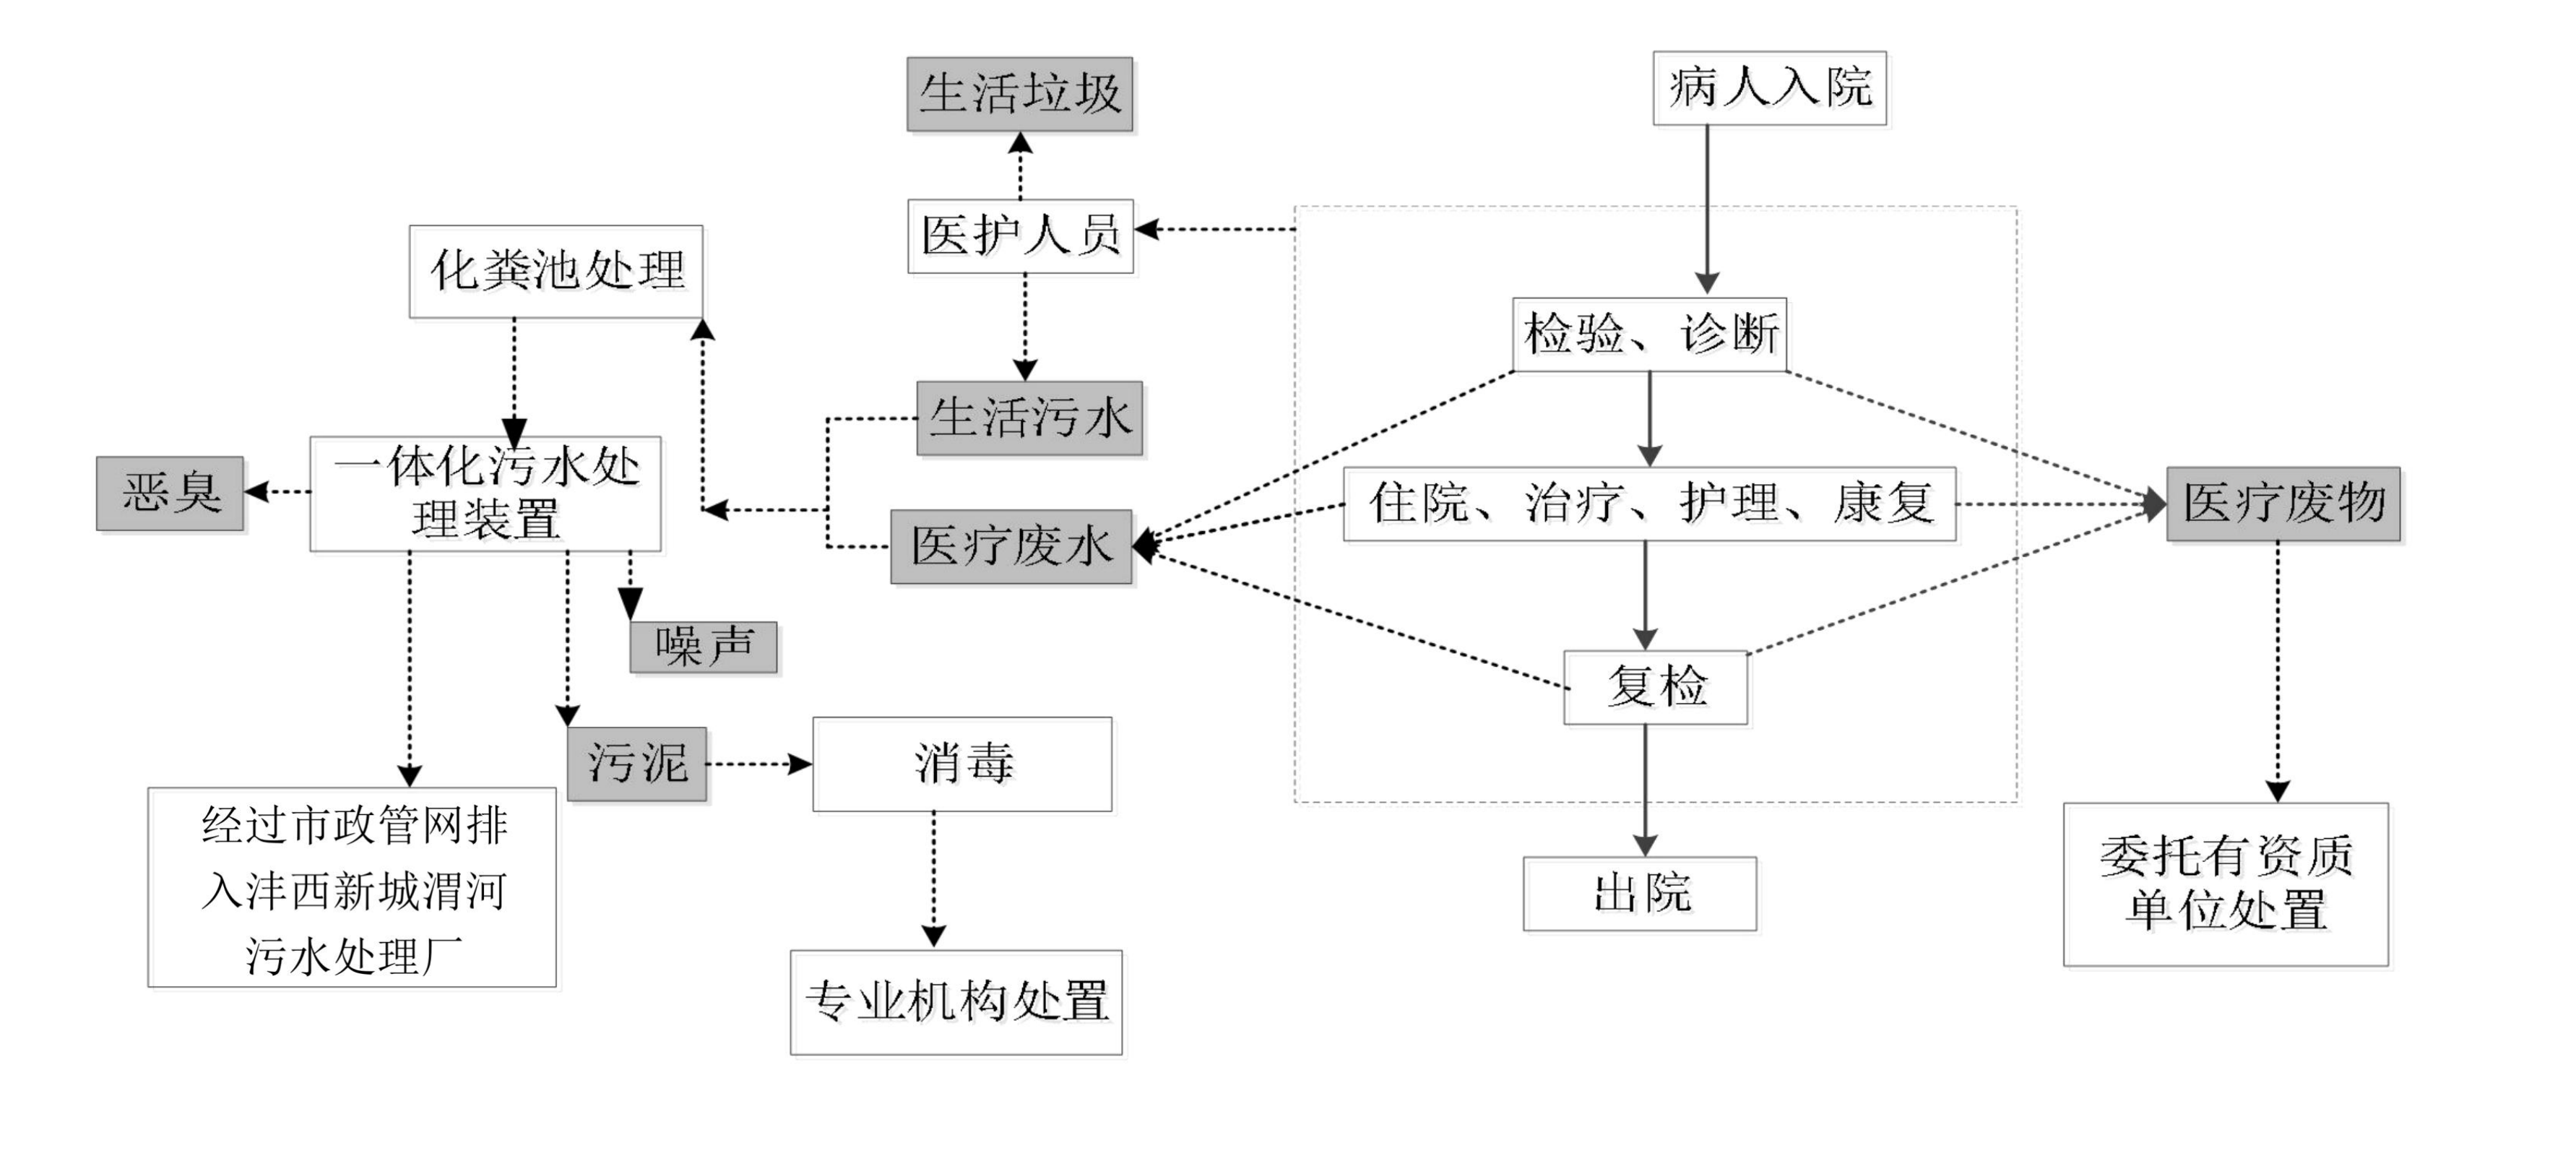 生活垃圾
病人入院
医护人员
化粪池处理
检验、诊断
生活污水
一体化污水处
理装置
恶臭
住院、治疗、护理、康复
医疗废物
医疗废水
噪声
复检
污泥
消毒
经过市政管网排
入沣西新城渭河
污水处理厂
出院
委托有资质
单位处置
专业机构处置